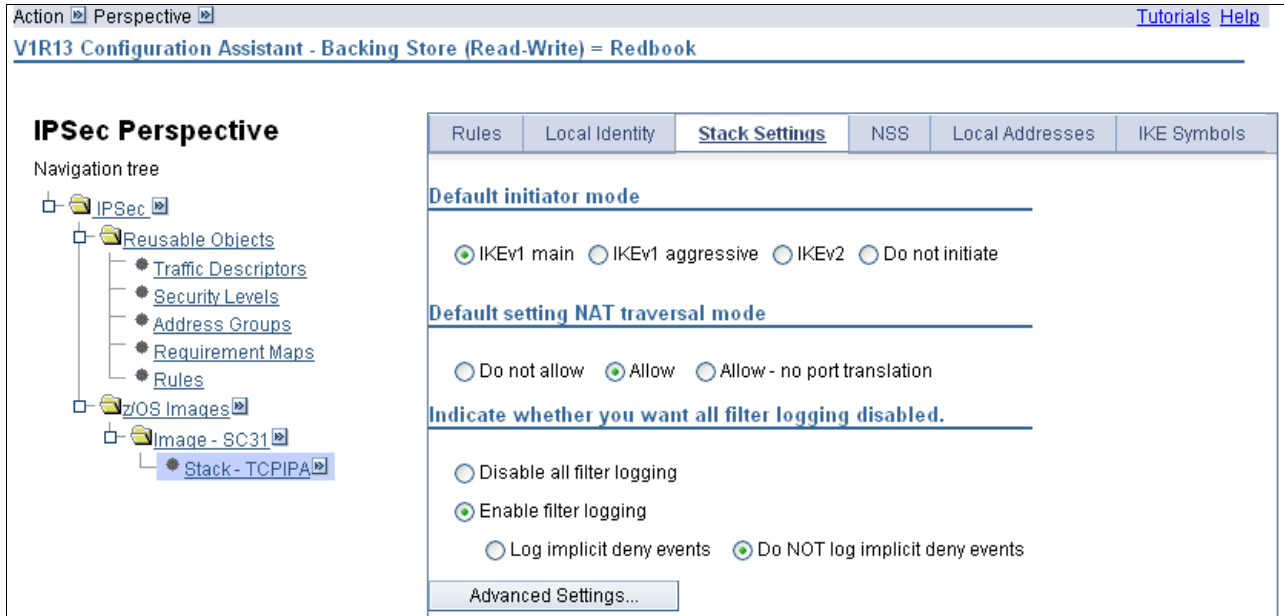 Action Perspective Tutorials Help
V1R13 Configuration Assistant - Backing Store (Read-Write) = Redbook
IPSec Perspective
Navigation tree
IPSec
Reusable Objects
Traffic Descriptors
Security Levels
Address Groups
Requirement Maps
Rules
z/OS Images
Image - SC31
Stack - TCPIPA
Rules Local Identity Stack Settings NSS Local Addresses IKE Symbols
Default initiator mode
IKEv1 main IKEv1 aggressive IKEv2 Do not initiate
Default setting NAT traversal mode
Do not allow Allow Allow - no port translation
Indicate whether you want all filter logging disabled.
Disable all filter logging
Enable filter logging
Log implicit deny events Do NOT log implicit deny events
Advanced Settings...